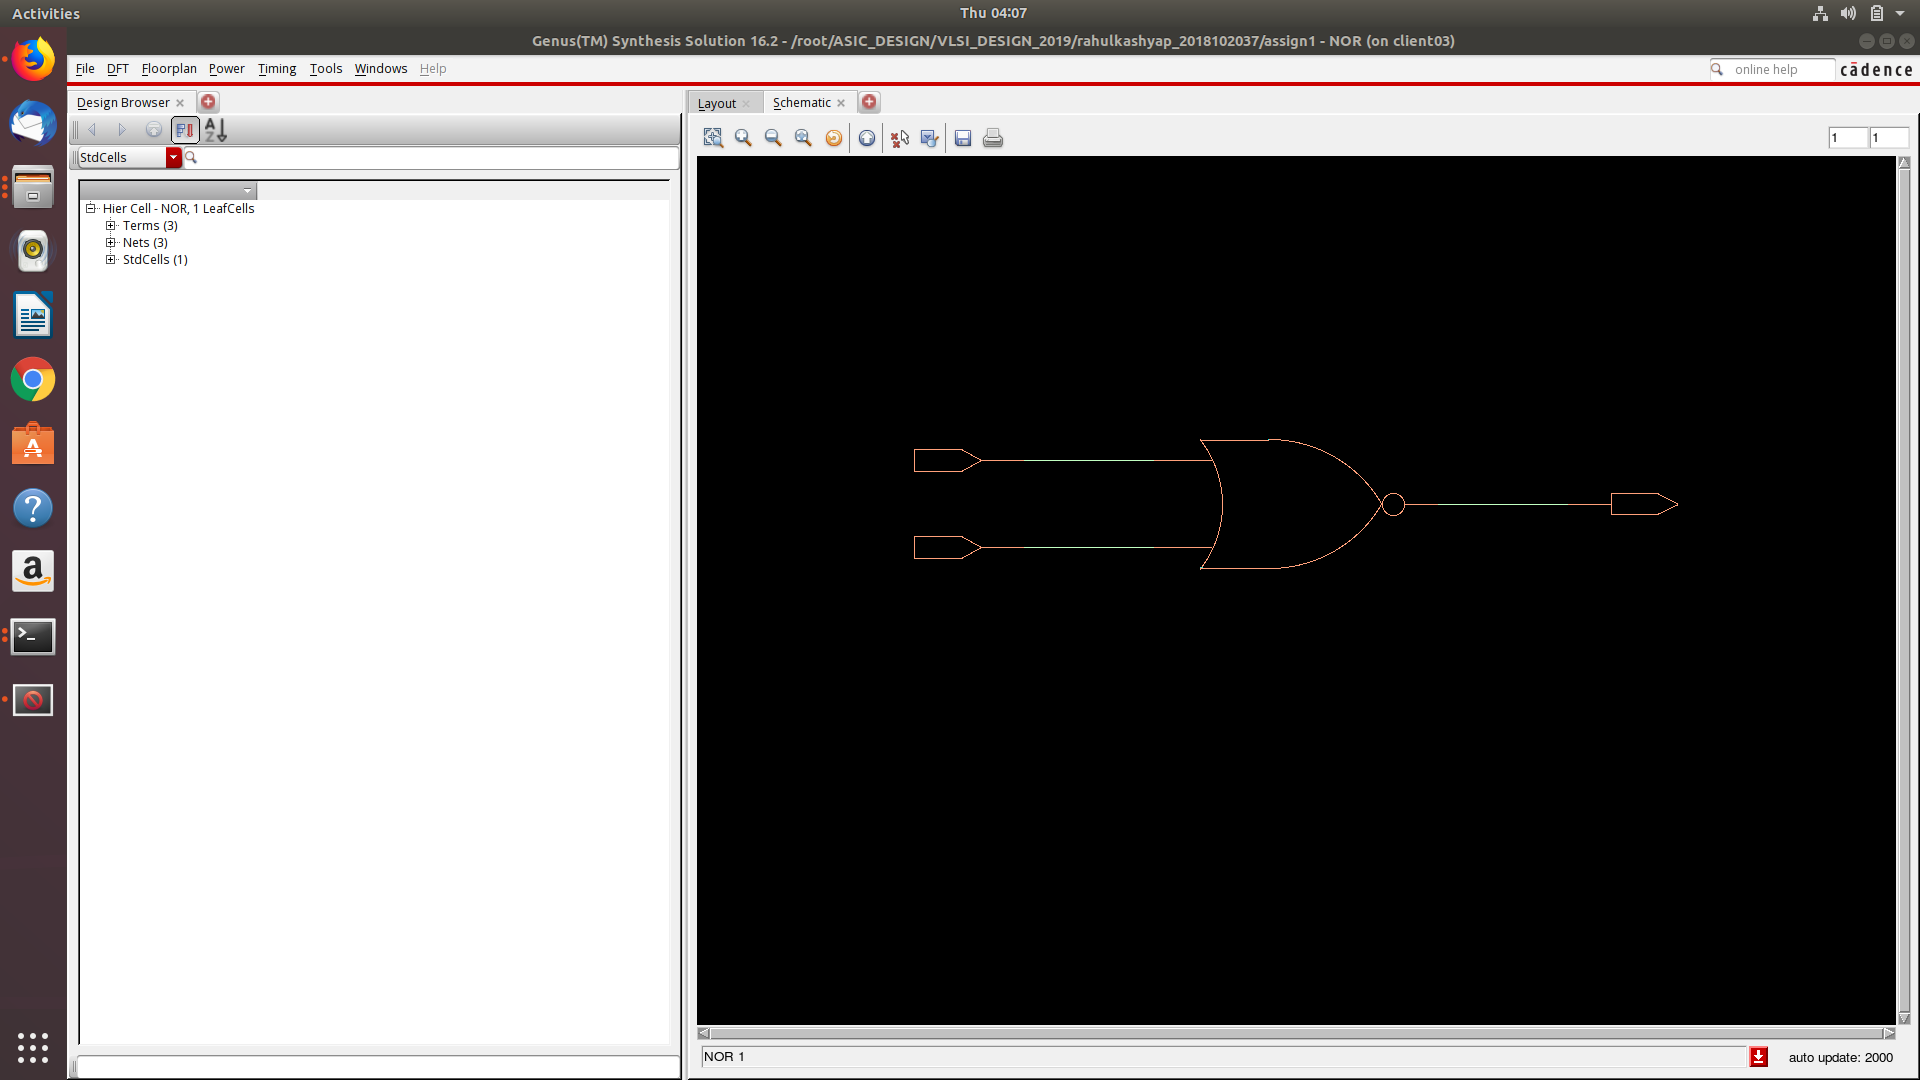 Activities
Thu 04:07
Genus(TM) Synthesis Solution 16.2 - /root/ASIC_DESIGN/VLSI_DESIGN_2019/rahulkashyap_2018102037/assign1 - NOR (on client03)
File DFT Floorplan Power Timing Tools Windows Help
online help
cādence
Design Browser
Layout
Schematic
A
Z
1
1
StdCells
Hier Cell - NOR, 1 LeafCells
Terms (3)
Nets (3)
StdCells (1)
NOR 1
auto update: 2000